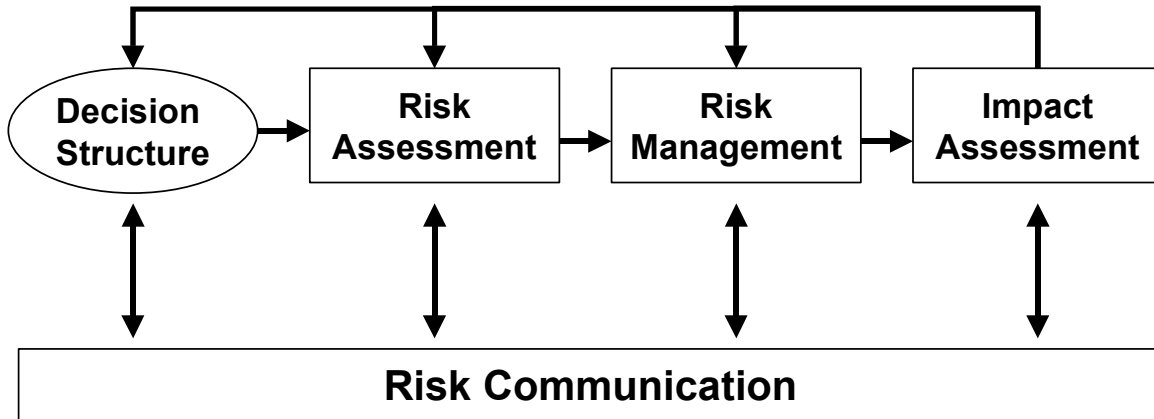 Decision
Structure
Risk
Assessment
Risk
Management
Impact
Assessment
Risk Communication